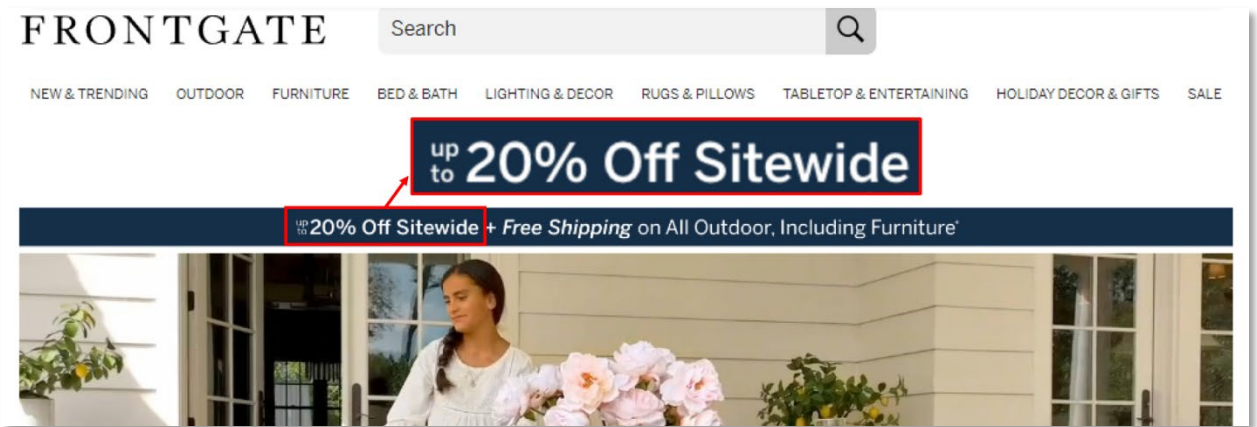 FRONTGATE
Search
NEW & TRENDING OUTDOOR FURNITURE BED & BATH LIGHTING & DECOR RUGS & PILLOWS TABLETOP & ENTERTAINING HOLIDAY DECOR & GIFTS SALE
up to 20% Off Sitewide
up to 20% Off Sitewide + Free Shipping on All Outdoor, Including Furniture*